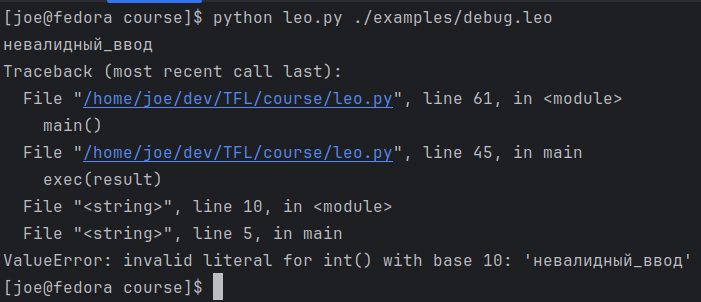 [joe@fedora course]$ python leo.py ./examples/debug.leo
невалидный_ввод
Traceback (most recent call last):
  File "/home/joe/dev/TFL/course/leo.py", line 61, in <module>
    main()
  File "/home/joe/dev/TFL/course/leo.py", line 45, in main
    exec(result)
  File "<string>", line 10, in <module>
  File "<string>", line 5, in main
ValueError: invalid literal for int() with base 10: 'невалидный_ввод'
[joe@fedora course]$